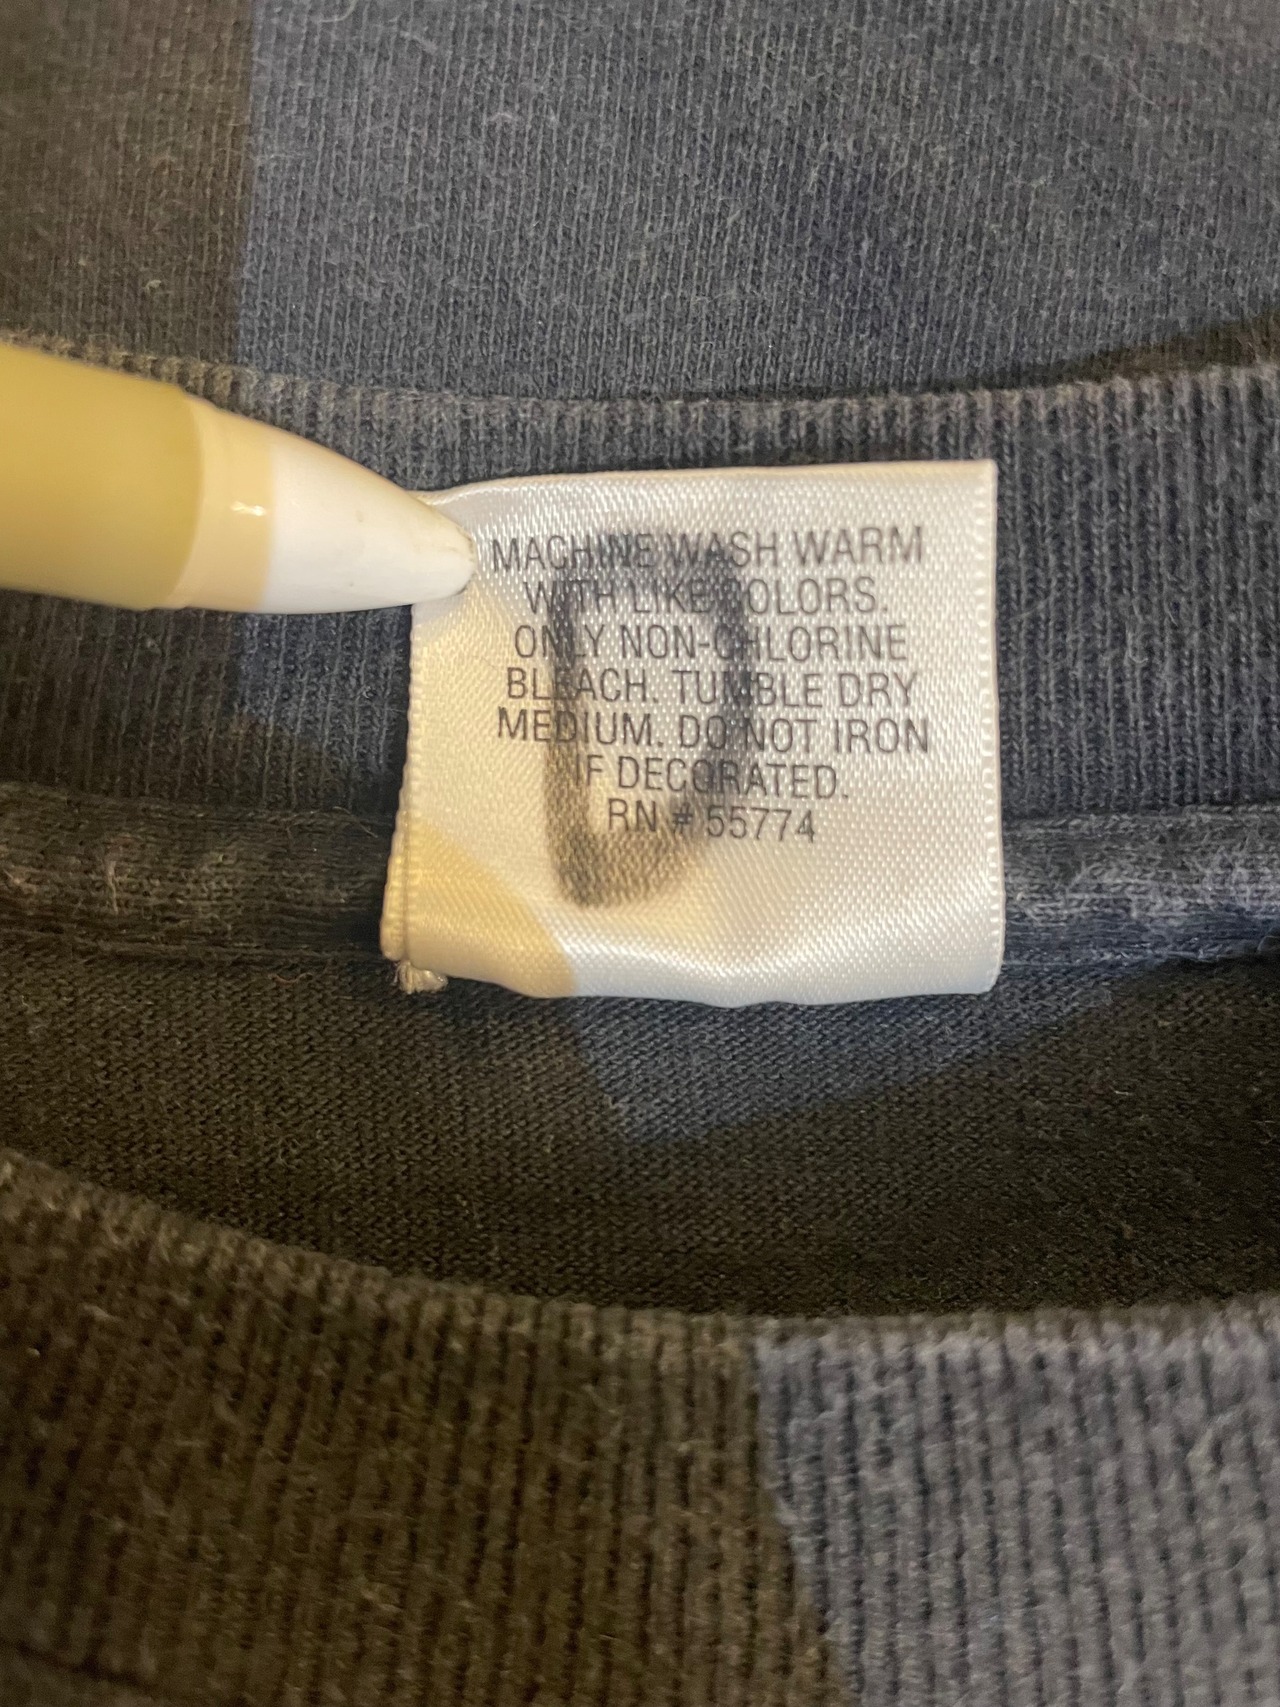 MACHINE WASH WARM
WITH LIKE COLORS.
ONLY NON-CHLORINE
BLEACH. TUMBLE DRY
MEDIUM. DO NOT IRON
IF DECORATED.
RN # 55774
D